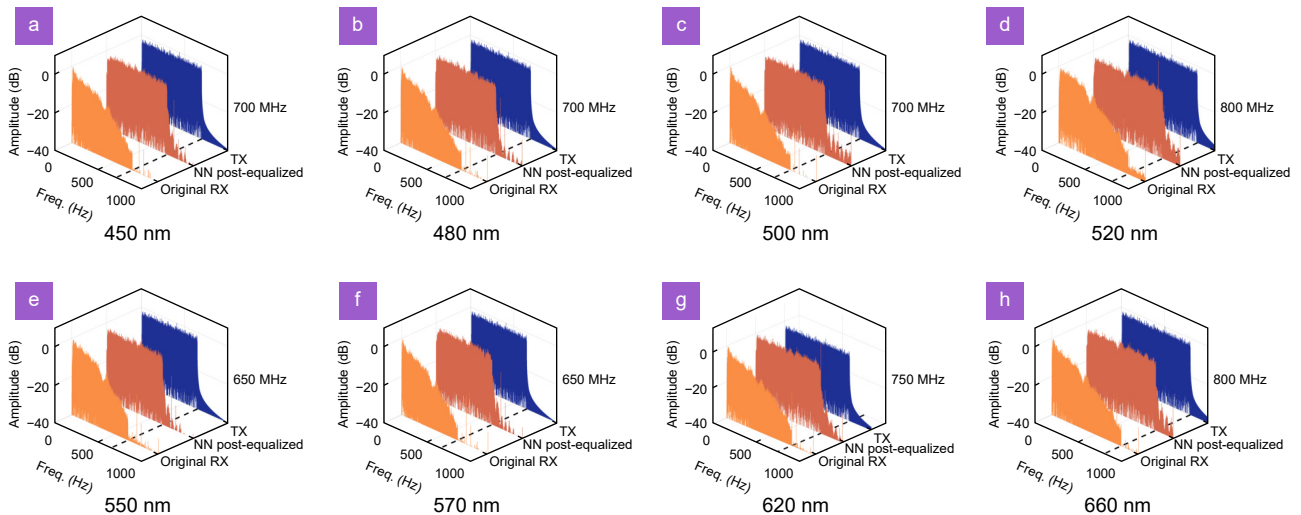 a
Amplitude (dB)
0
−20
−40
0
500
1000
Freq. (Hz)
700 MHz
TX
NN post-equalized
Original RX
450 nm
b
Amplitude (dB)
0
−20
−40
0
500
1000
Freq. (Hz)
700 MHz
TX
NN post-equalized
Original RX
480 nm
c
Amplitude (dB)
0
−20
−40
0
500
1000
Freq. (Hz)
700 MHz
TX
NN post-equalized
Original RX
500 nm
d
Amplitude (dB)
0
−20
−40
0
500
1000
Freq. (Hz)
800 MHz
TX
NN post-equalized
Original RX
520 nm
e
Amplitude (dB)
0
−20
−40
0
500
1000
Freq. (Hz)
650 MHz
TX
NN post-equalized
Original RX
550 nm
f
Amplitude (dB)
0
−20
−40
0
500
1000
Freq. (Hz)
650 MHz
TX
NN post-equalized
Original RX
570 nm
g
Amplitude (dB)
0
−20
−40
0
500
1000
Freq. (Hz)
750 MHz
TX
NN post-equalized
Original RX
620 nm
h
Amplitude (dB)
0
−20
−40
0
500
1000
Freq. (Hz)
800 MHz
TX
NN post-equalized
Original RX
660 nm